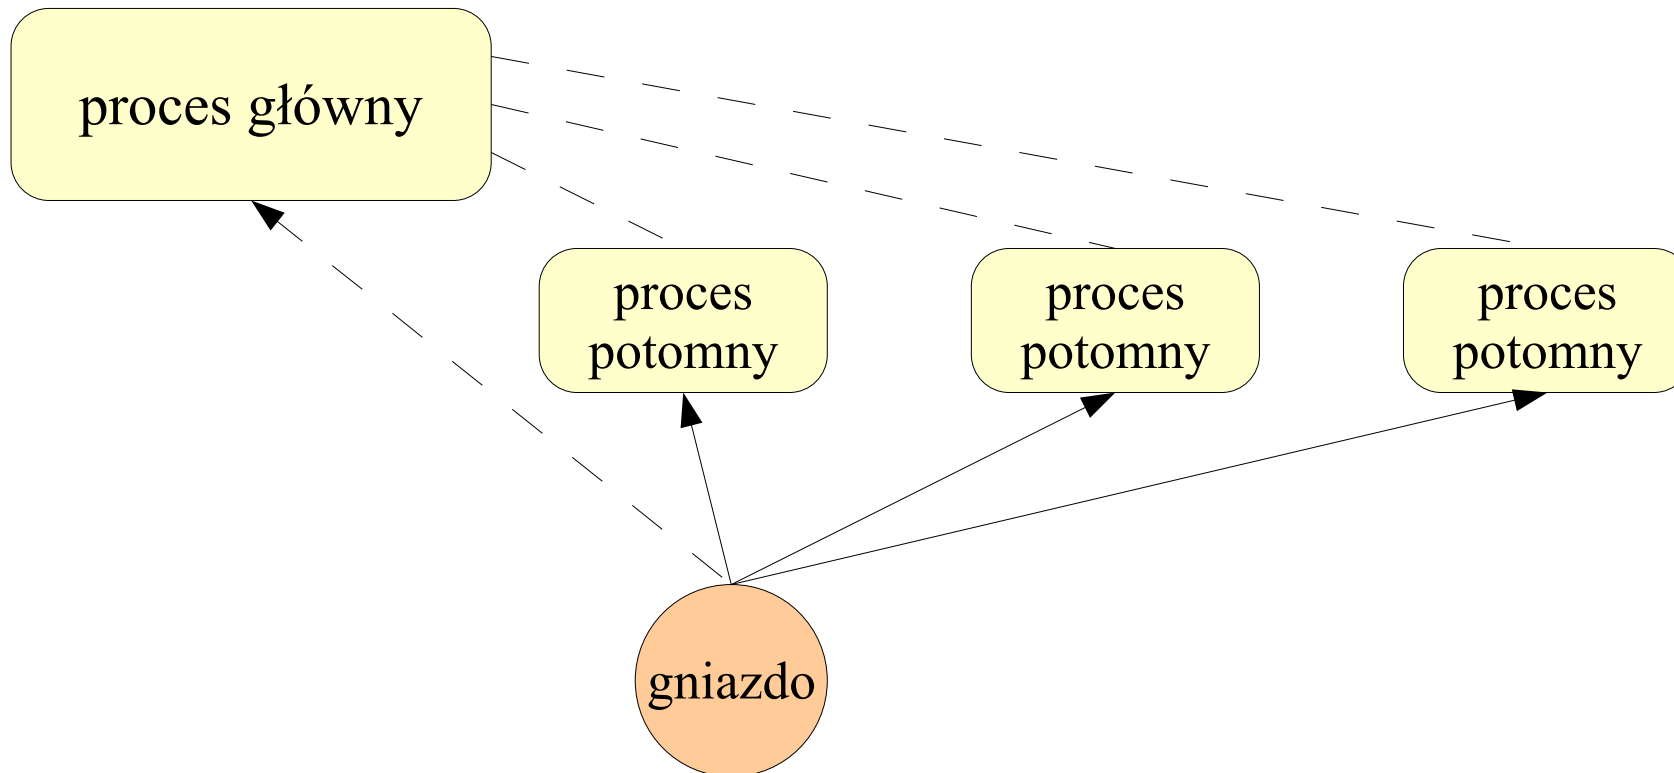 proces główny
proces
potomny
proces
potomny
proces
potomny
gniazdo